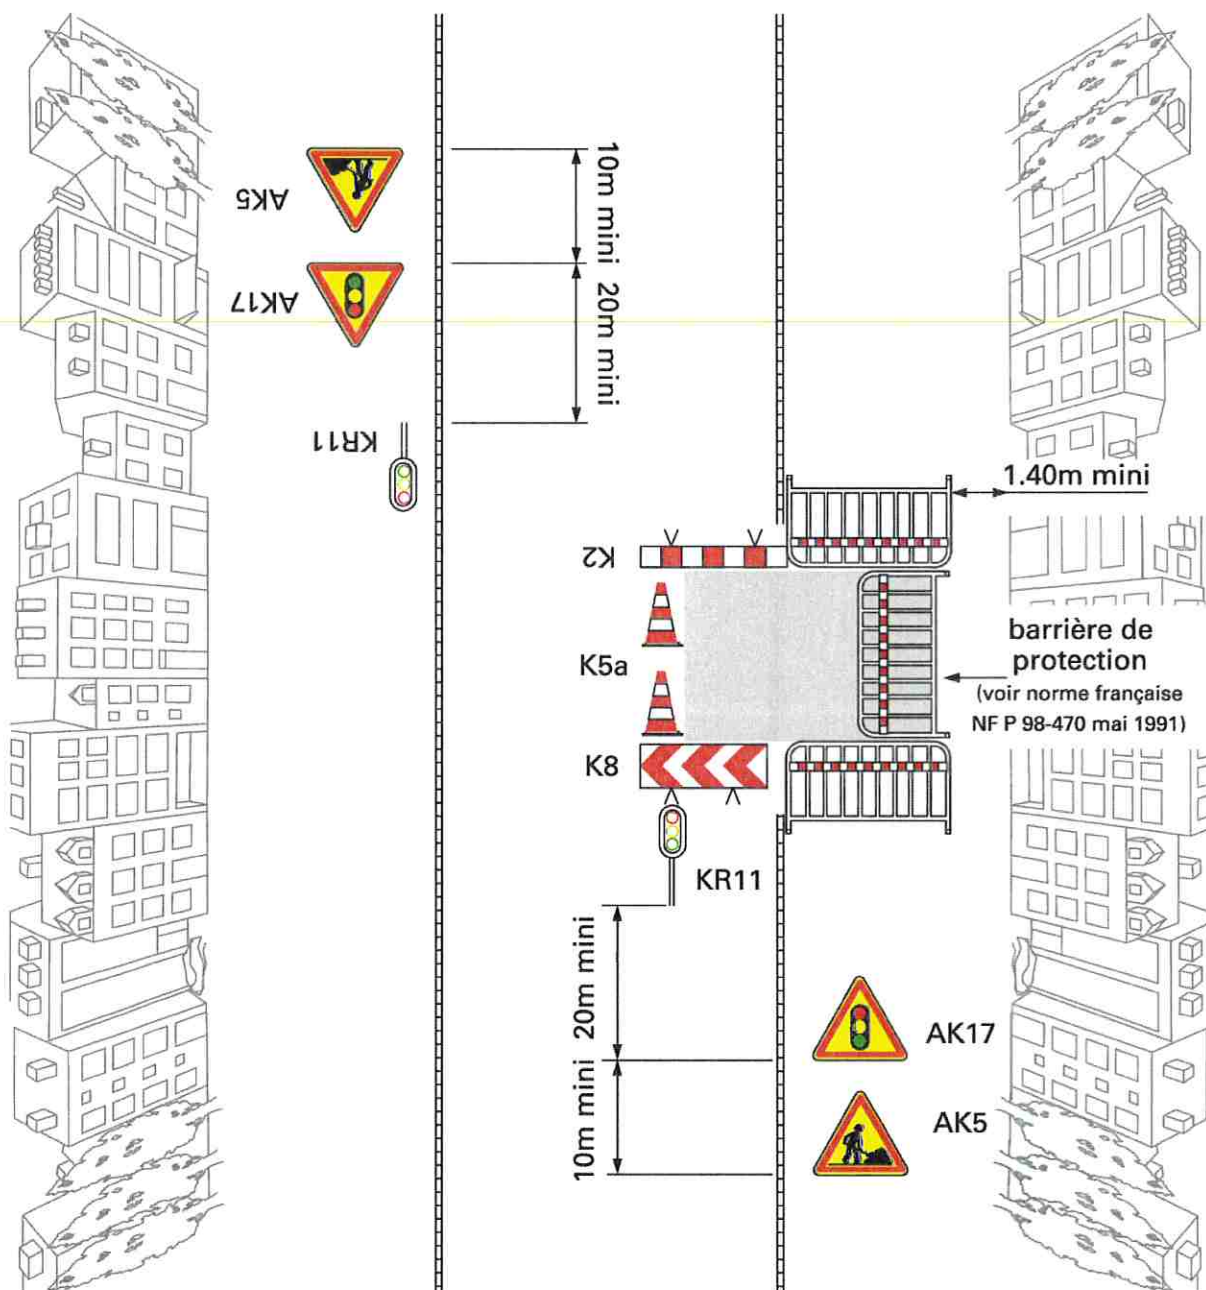 AK5
10m mini
AK17
20m mini
KR11
1.40m mini
K2
K5a
barrière de
protection
(voir norme française
NF P 98-470 mai 1991)
K8
KR11
20m mini
AK17
10m mini
AK5